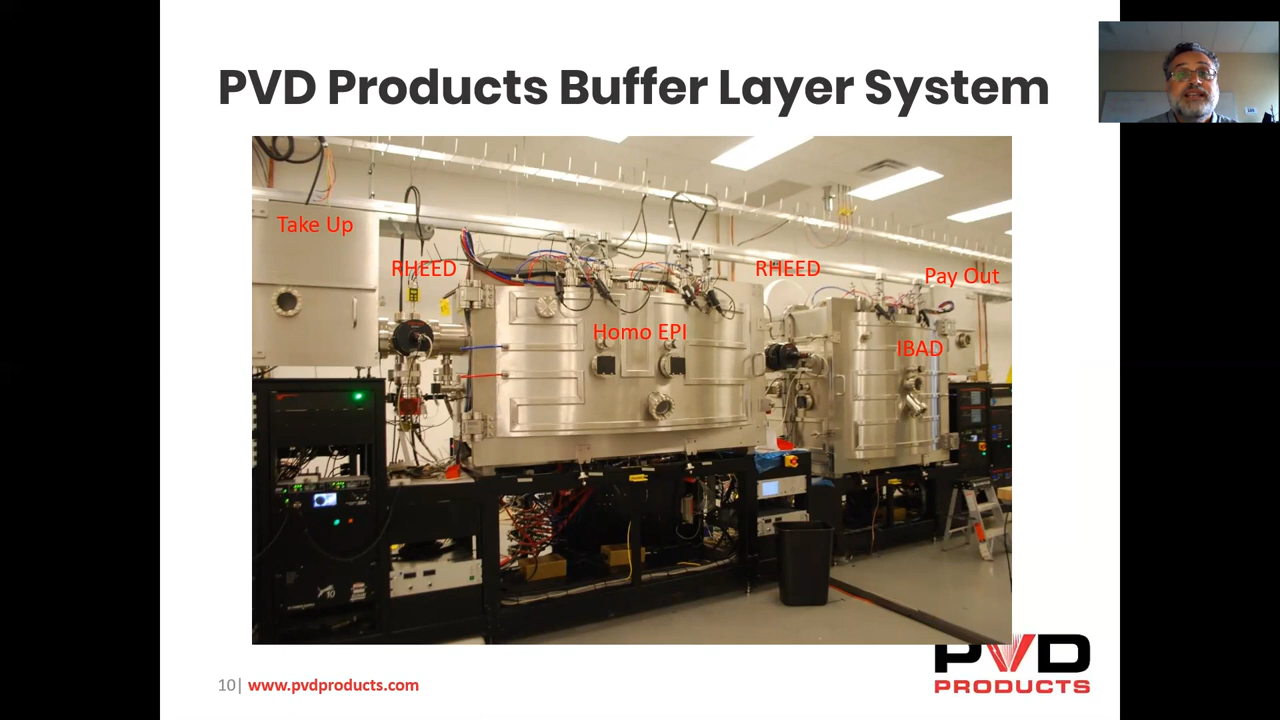 PVD Products Buffer Layer System
Take Up
RHEED
RHEED
Pay Out
Homo EPI
IBAD
10| www.pvdproducts.com
PVD
PRODUCTS